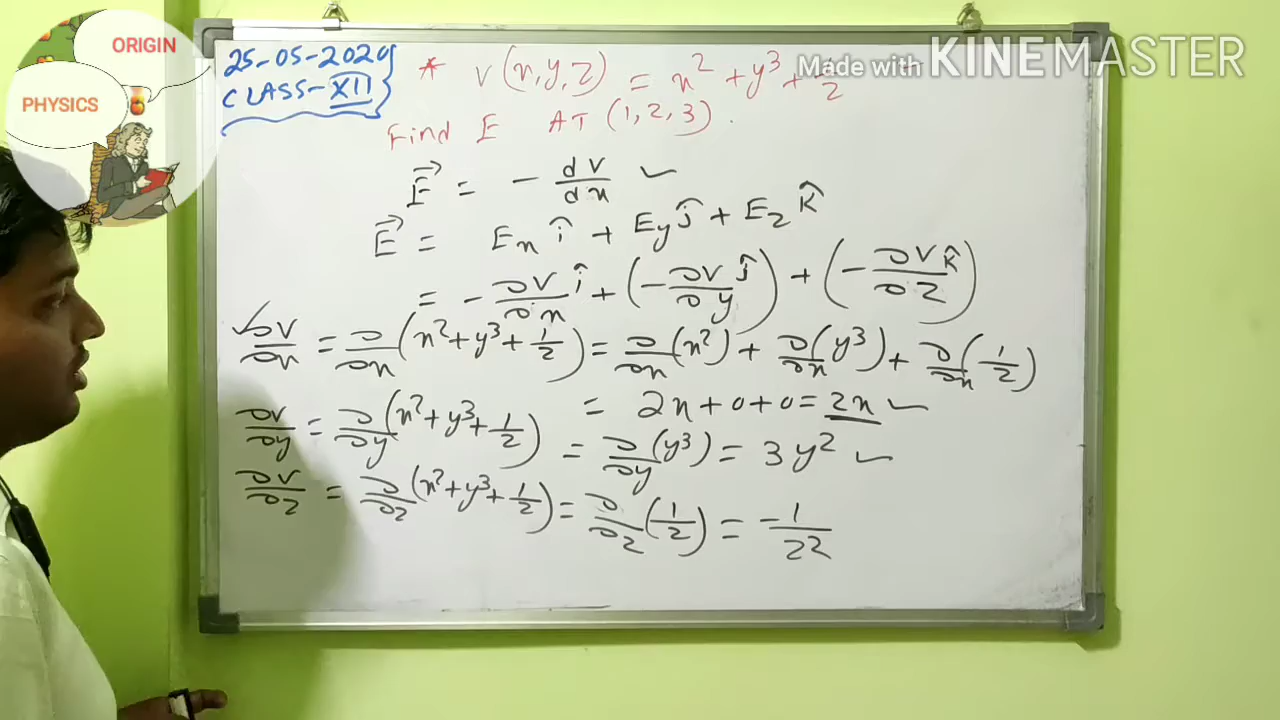 ORIGIN
PHYSICS
Made with KINEMASTER
25-05-2020
CLASS-XII
* V(x,y,z) = x² + y³ + 1/z
Find E AT (1,2,3).
E⃗ = - dV/dx ✓
E⃗ = Ex î + Ey ĵ + Ez k̂
= - ∂V/∂x î + (- ∂V/∂y ĵ) + (- ∂V/∂z k̂)
✓ ∂V/∂x = ∂/∂x (x² + y³ + 1/z) = ∂/∂x (x²) + ∂/∂x (y³) + ∂/∂x (1/z)
= 2x + 0 + 0 = 2x ✓
∂V/∂y = ∂/∂y (x² + y³ + 1/z) = ∂/∂y (y³) = 3y² ✓
∂V/∂z = ∂/∂z (x² + y³ + 1/z) = ∂/∂z (1/z) = -1/z²